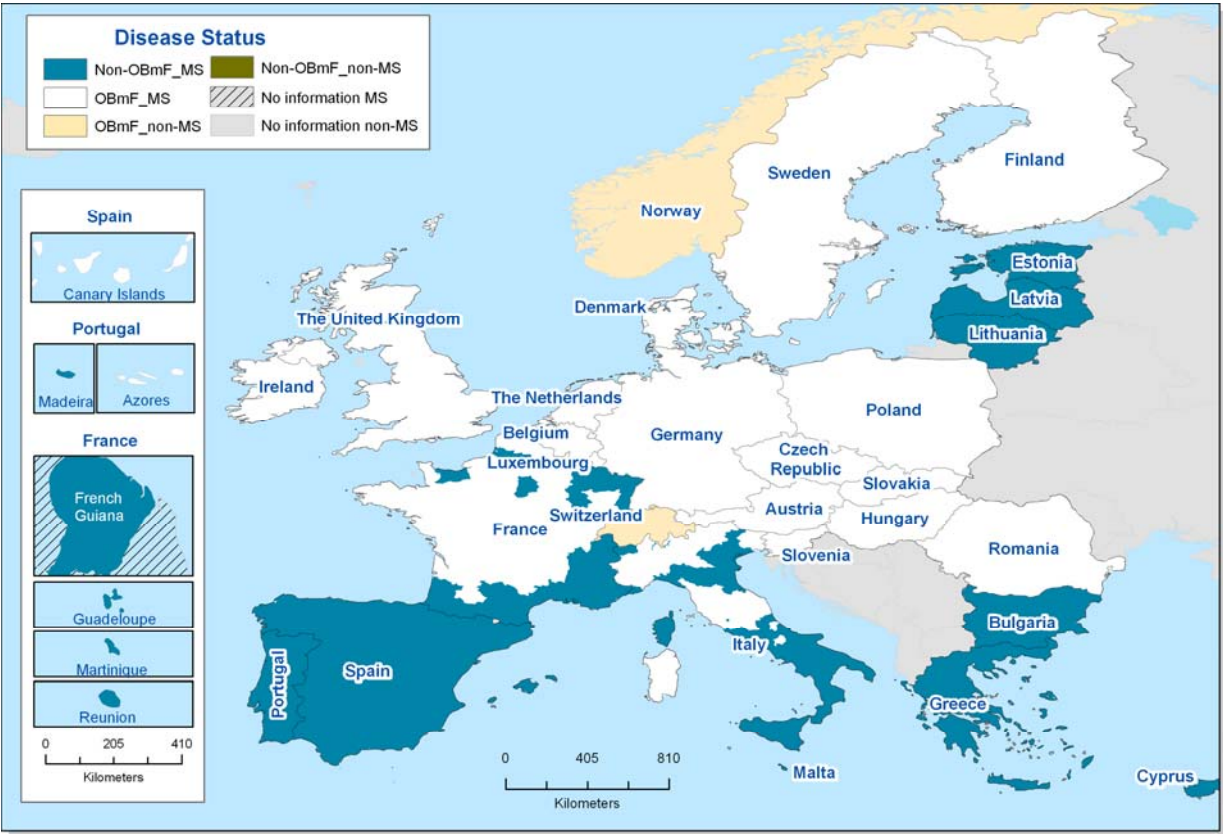 Disease Status
Non-OBmF_MS
Non-OBmF_non-MS
OBmF_MS
No information MS
OBmF_non-MS
No information non-MS
Spain
Canary Islands
Portugal
Madeira
Azores
France
French
Guiana
Guadeloupe
Martinique
Reunion
0 205 410
Kilometers
Finland
Sweden
Norway
Estonia
Latvia
Lithuania
Denmark
The United Kingdom
Ireland
The Netherlands
Belgium
Luxembourg
Germany
Poland
Czech
Republic
Slovakia
Austria
Hungary
Switzerland
France
Slovenia
Romania
Bulgaria
Italy
Spain
Portugal
Greece
Malta
Cyprus
0 405 810
Kilometers